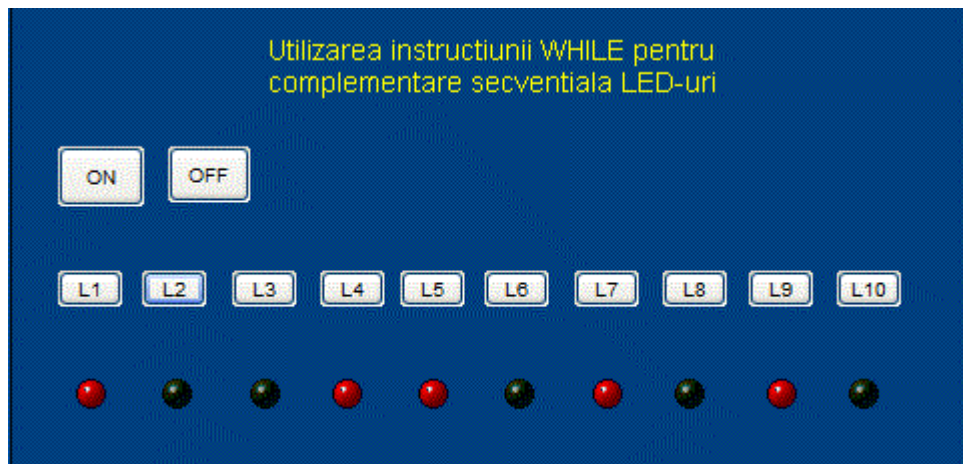 Utilizarea instructiunii WHILE pentru
complementare secventiala LED-uri
ON OFF
L1 L2 L3 L4 L5 L6 L7 L8 L9 L10